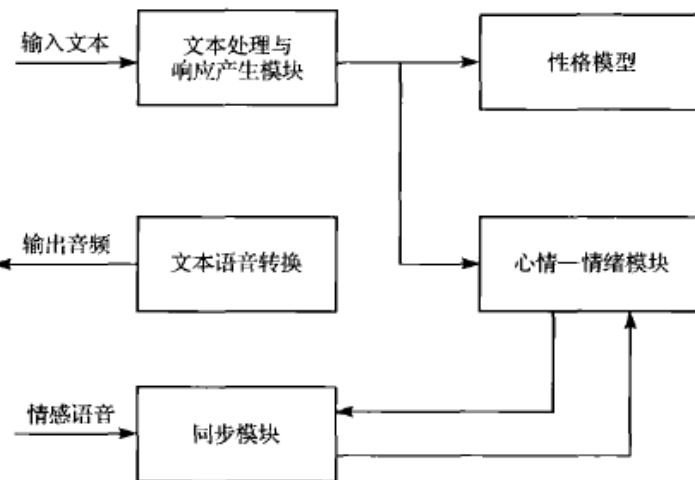 输入文本
文本处理与
响应产生模块
性格模型
输出音频
文本语音转换
心情—情绪模块
情感语音
同步模块